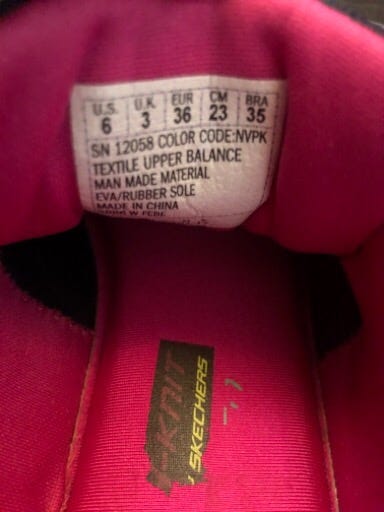 U.S. U.K. EUR CM BRA
6 3 36 23 35
SN 12058 COLOR CODE:NVPK
TEXTILE UPPER BALANCE
MAN MADE MATERIAL
EVA/RUBBER SOLE
MADE IN CHINA
KNIT
SKECHERS